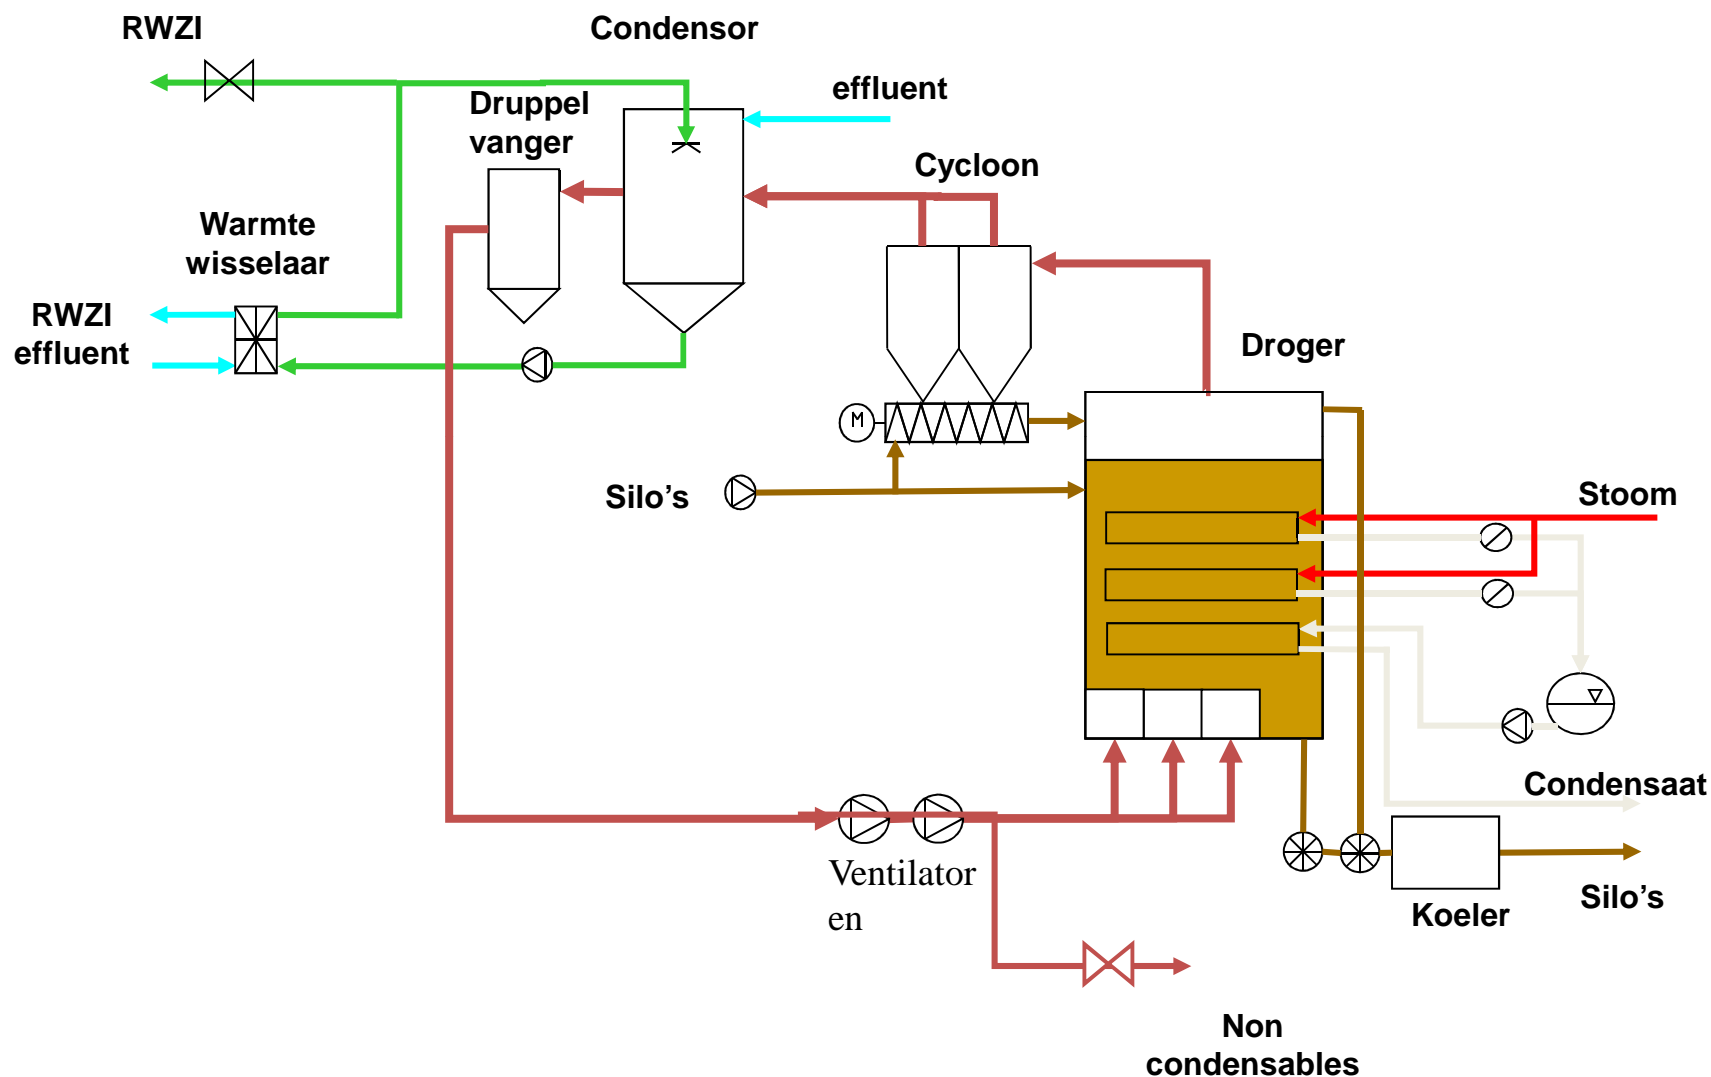 RWZI
Condensor
effluent
Druppel
vanger
Cycloon
Warmte
wisselaar
RWZI
effluent
Droger
M
Silo’s
Stoom
Condensaat
Ventilator
en
Koeler
Silo’s
Non
condensables